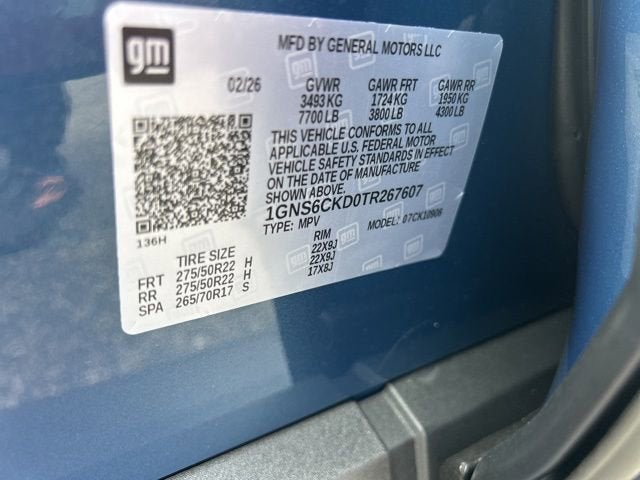 gm
MFD BY GENERAL MOTORS LLC
02/26 GVWR GAWR FRT GAWR RR
3493 KG 1724 KG 1950 KG
7700 LB 3800 LB 4300 LB
THIS VEHICLE CONFORMS TO ALL
APPLICABLE U.S. FEDERAL MOTOR
VEHICLE SAFETY STANDARDS IN EFFECT
ON THE DATE OF MANUFACTURE
SHOWN ABOVE.
1GNS6CKD0TR267607
TYPE: MPV MODEL: 07CK10906
136H
TIRE SIZE RIM
FRT 275/50R22 H 22X9J
RR 275/50R22 H 22X9J
SPA 265/70R17 S 17X8J